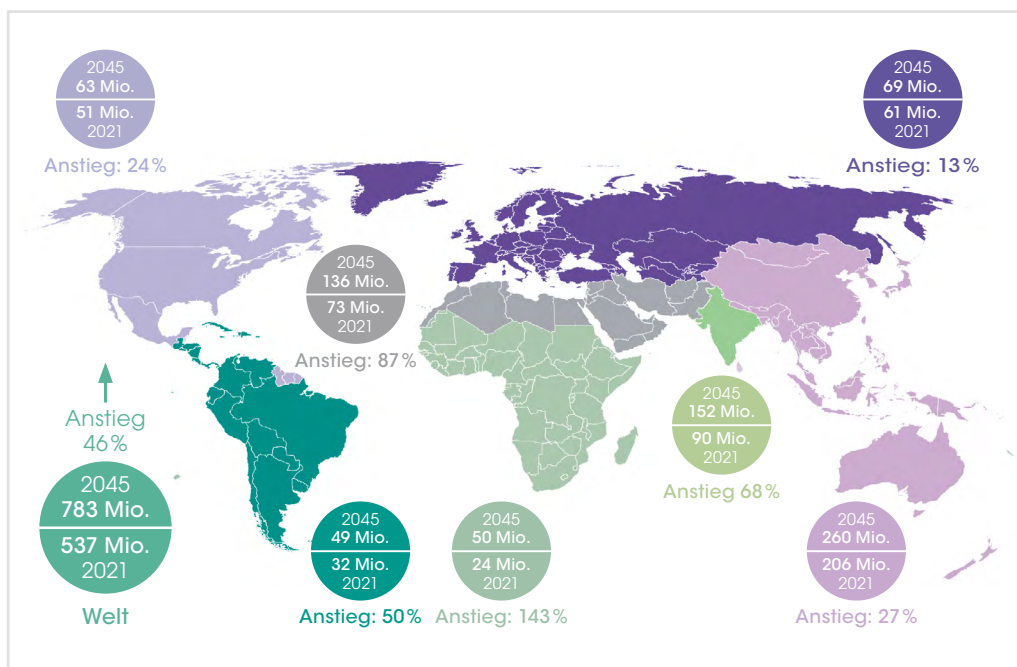 2045
63 Mio.
51 Mio.
2021
Anstieg: 24 %
2045
69 Mio.
61 Mio.
2021
Anstieg: 13 %
2045
136 Mio.
73 Mio.
2021
Anstieg: 87 %
2045
152 Mio.
90 Mio.
2021
Anstieg 68 %
Anstieg
46 %
2045
783 Mio.
537 Mio.
2021
Welt
2045
49 Mio.
32 Mio.
2021
Anstieg: 50 %
2045
50 Mio.
24 Mio.
2021
Anstieg: 143 %
2045
260 Mio.
206 Mio.
2021
Anstieg: 27 %